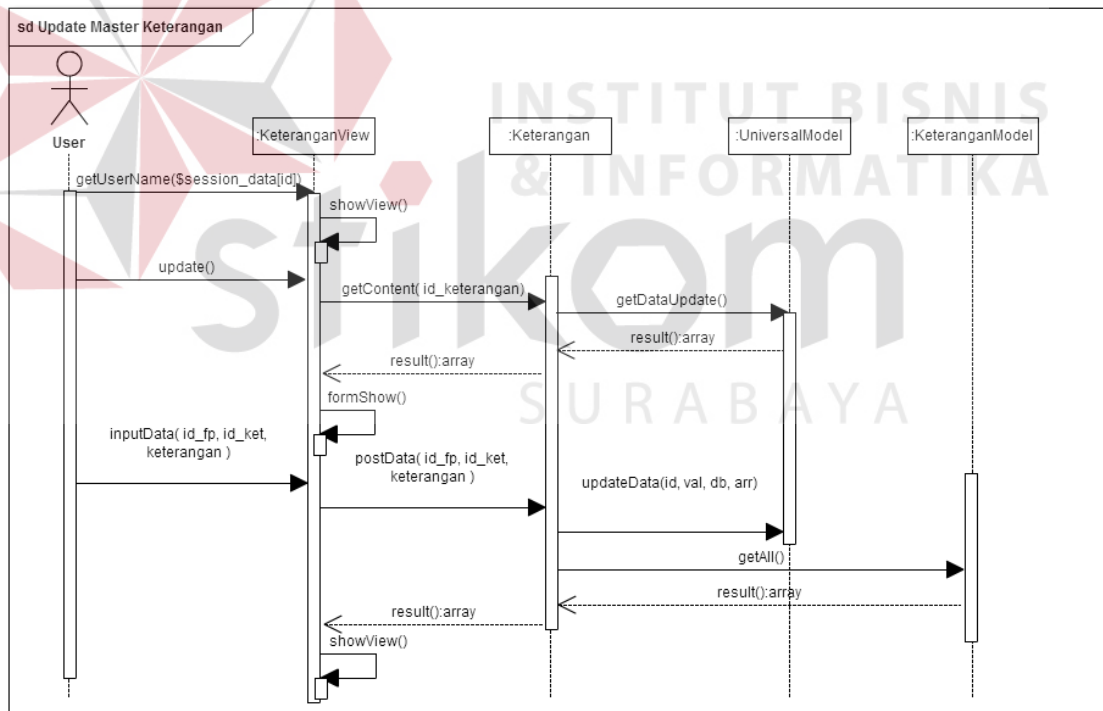 sd Update Master Keterangan
INSTITUT BISNIS
& INFORMATIKA
stikom
SURABAYA
User
:KeteranganView
:Keterangan
:UniversalModel
:KeteranganModel
getUserName($session_data[id])
showView()
update()
getContent( id_keterangan)
getDataUpdate()
result():array
result():array
formShow()
inputData( id_fp, id_ket,
keterangan )
postData( id_fp, id_ket,
keterangan )
updateData(id, val, db, arr)
getAll()
result():array
result():array
showView()